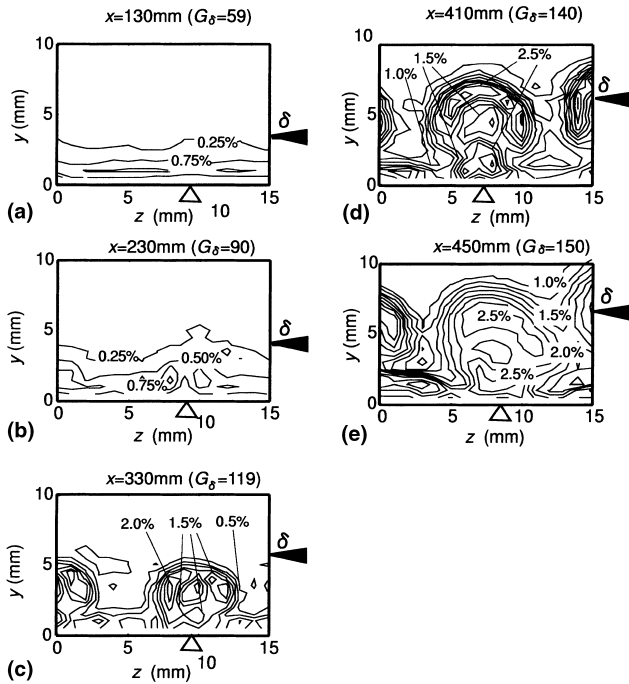 x=130mm (Gδ=59)
10
5
0
y (mm)
0.25%
0.75%
δ
0 5 10 15
z (mm)
(a)
x=230mm (Gδ=90)
10
5
0
y (mm)
0.25%
0.50%
0.75%
δ
0 5 10 15
z (mm)
(b)
x=330mm (Gδ=119)
10
5
0
y (mm)
2.0% 1.5% 0.5%
δ
0 5 10 15
z (mm)
(c)
x=410mm (Gδ=140)
10
5
0
y (mm)
1.0% 1.5% 2.5% 2.5%
δ
0 5 10 15
z (mm)
(d)
x=450mm (Gδ=150)
10
5
0
y (mm)
1.0%
2.5% 1.5%
2.0%
2.5%
δ
0 5 10 15
z (mm)
(e)